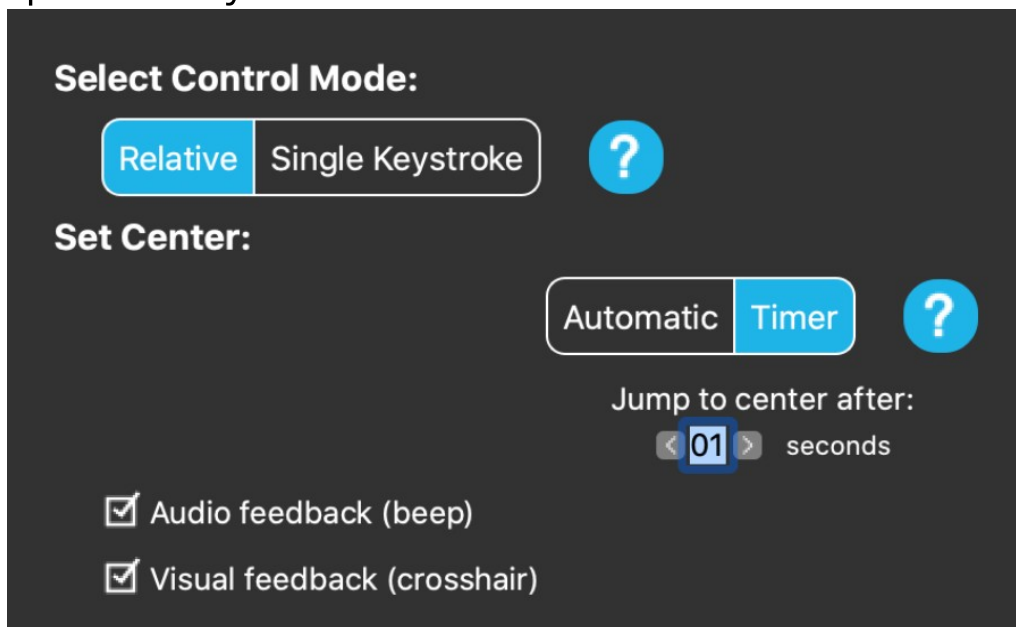 Select Control Mode:
Relative Single Keystroke ?
Set Center:
Automatic Timer ?
Jump to center after:
< 01 > seconds
Audio feedback (beep)
Visual feedback (crosshair)